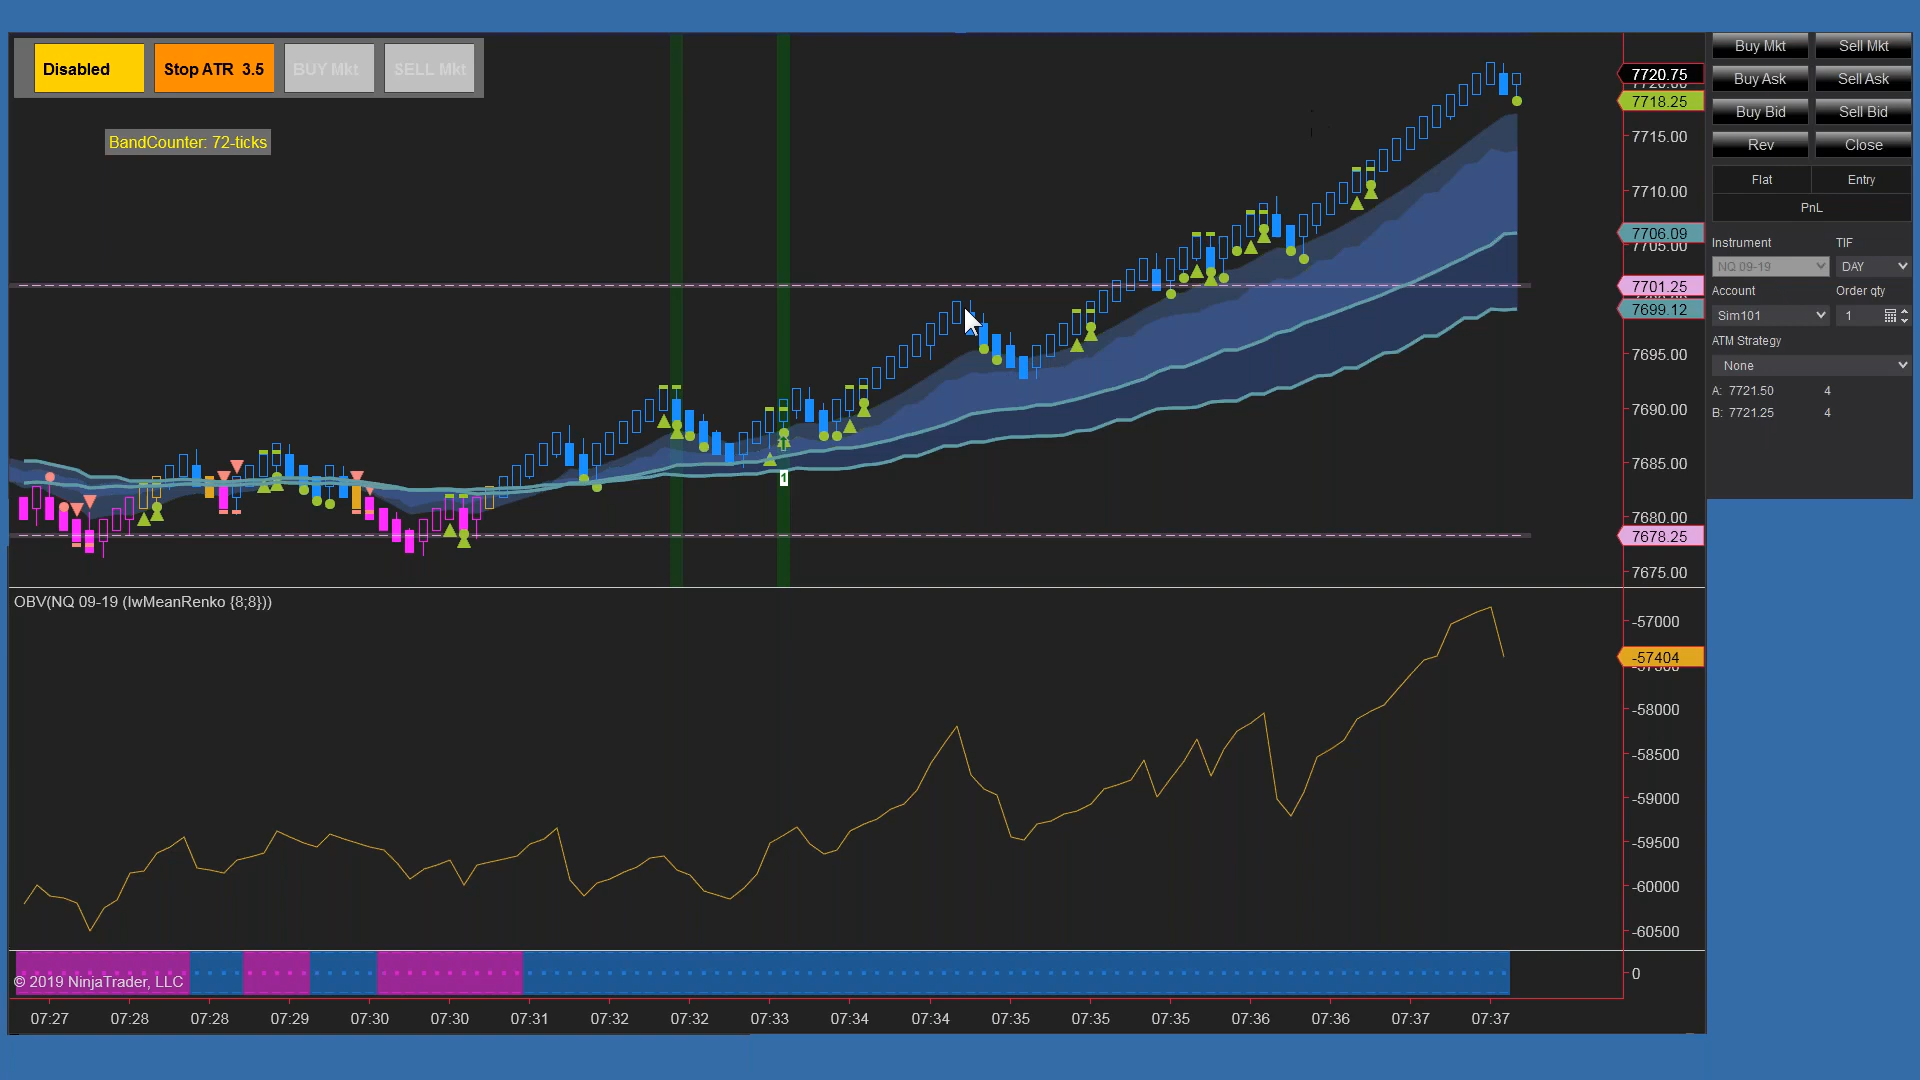 Disabled
Stop ATR 3.5
BUY Mkt
SELL Mkt
BandCounter: 72-ticks
1
7720.75
7718.25
7715.00
7710.00
7706.09
7705.00
7701.25
7699.12
7695.00
7690.00
7685.00
7680.00
7678.25
7675.00
Buy Mkt
Sell Mkt
Buy Ask
Sell Ask
Buy Bid
Sell Bid
Rev
Close
Flat
Entry
PnL
Instrument
TIF
NQ 09-19
DAY
Account
Order qty
Sim101
1
ATM Strategy
None
A: 7721.50 4
B: 7721.25 4
OBV(NQ 09-19 (lwMeanRenko {8;8}))
-57000
-57404
-58000
-58500
-59000
-59500
-60000
-60500
© 2019 NinjaTrader, LLC
0
07:27
07:28
07:28
07:29
07:30
07:30
07:31
07:32
07:32
07:33
07:34
07:34
07:35
07:35
07:35
07:36
07:36
07:37
07:37